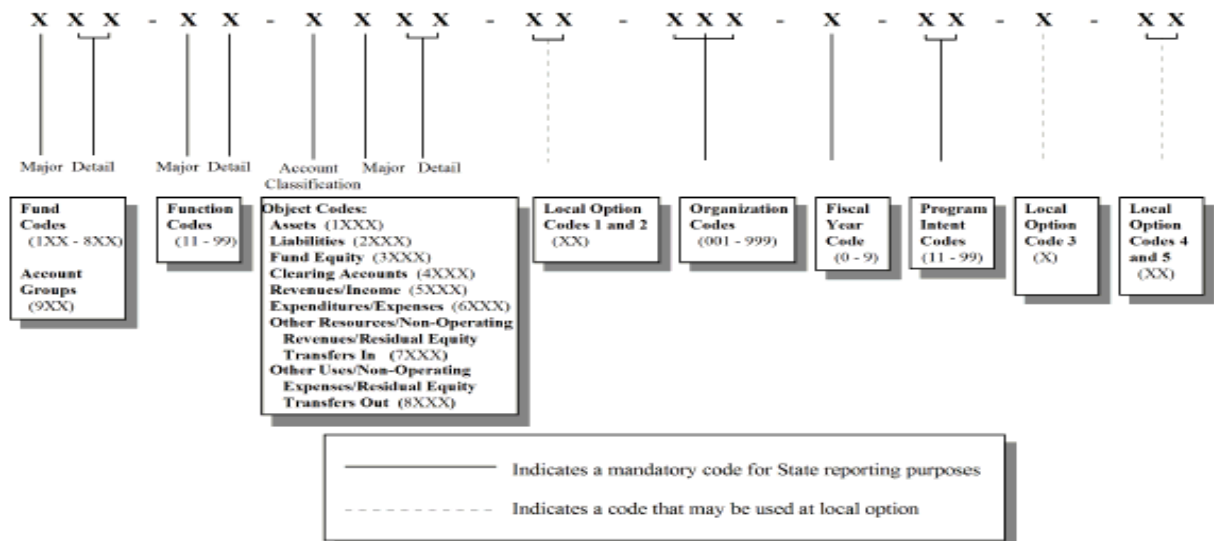 X X X - X X - X X X X - X X - X X X - X - X X - X - X X
Major Detail Major Detail Account Classification Major Detail
Fund
Codes
(1XX - 8XX)
Account
Groups
(9XX)
Function
Codes
(11 - 99)
Object Codes:
Assets (1XXX)
Liabilities (2XXX)
Fund Equity (3XXX)
Clearing Accounts (4XXX)
Revenues/Income (5XXX)
Expenditures/Expenses (6XXX)
Other Resources/Non-Operating
Revenues/Residual Equity
Transfers In (7XXX)
Other Uses/Non-Operating
Expenses/Residual Equity
Transfers Out (8XXX)
Local Option
Codes 1 and 2
(XX)
Organization
Codes
(001 - 999)
Fiscal
Year
Code
(0 - 9)
Program
Intent
Codes
(11 - 99)
Local
Option
Code 3
(X)
Local
Option
Codes 4
and 5
(XX)
Indicates a mandatory code for State reporting purposes
Indicates a code that may be used at local option